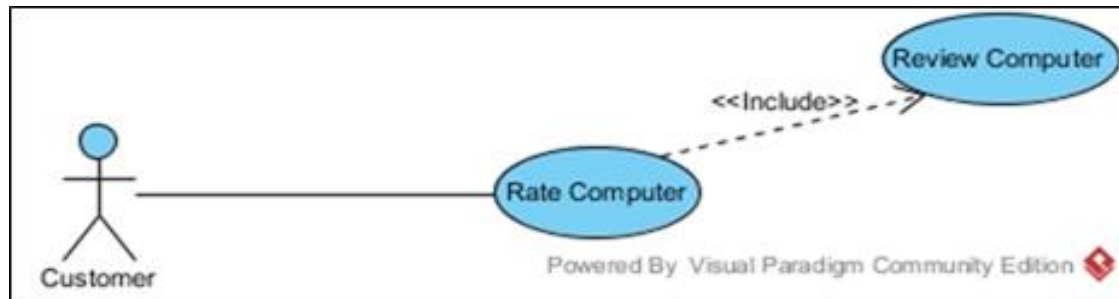 Review Computer
<<Include>>
Rate Computer
Customer
Powered By Visual Paradigm Community Edition